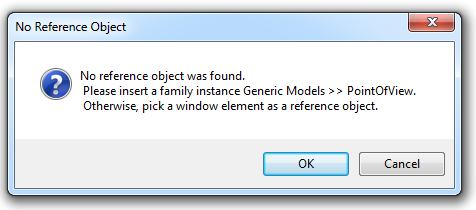 No Reference Object
No reference object was found.
Please insert a family instance Generic Models >> PointOfView.
Otherwise, pick a window element as a reference object.
OK
Cancel